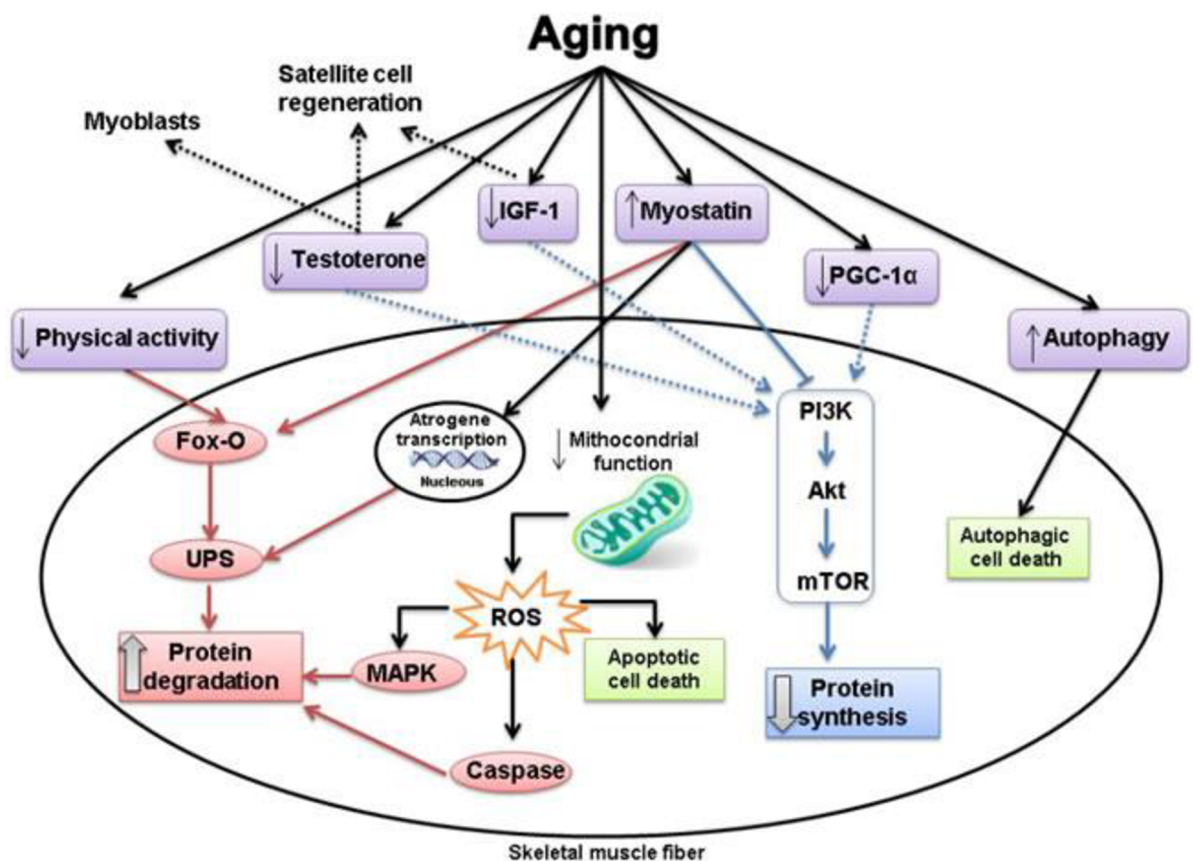 Aging
Satellite cell
regeneration
Myoblasts
↓ IGF-1
↑ Myostatin
↓ Testoterone
↓ PGC-1α
↓ Physical activity
↑ Autophagy
Fox-O
Atrogene
transcription
Nucleous
↓ Mithocondrial
function
PI3K
Akt
mTOR
UPS
Autophagic
cell death
ROS
Protein
degradation
MAPK
Apoptotic
cell death
Protein
synthesis
Caspase
Skeletal muscle fiber